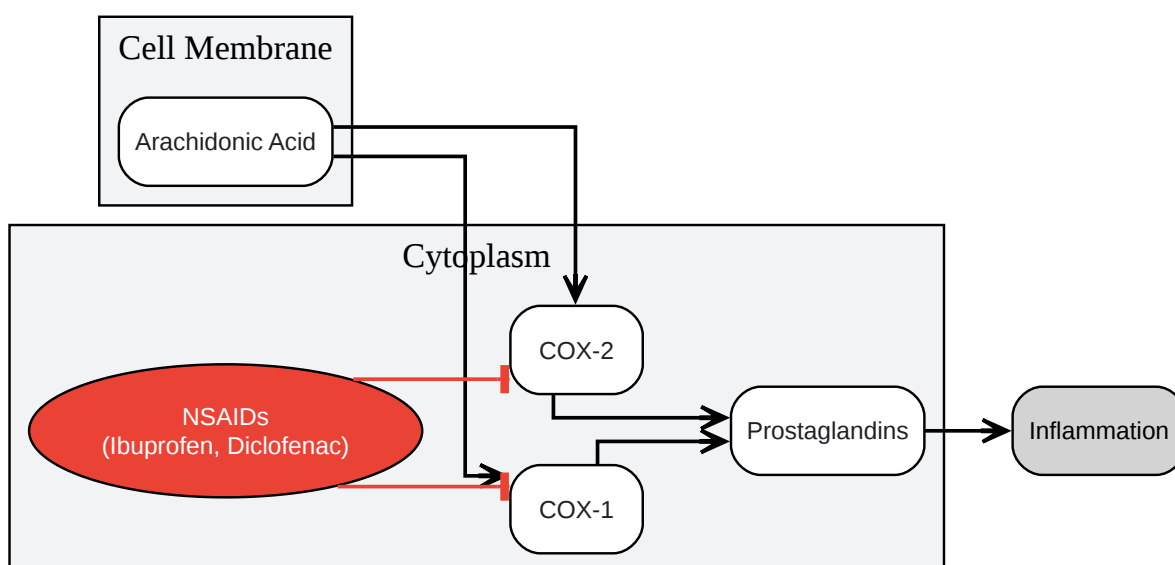 Cell Membrane
Arachidonic Acid
Cytoplasm
COX-2
NSAIDs
(Ibuprofen, Diclofenac)
Prostaglandins
Inflammation
COX-1